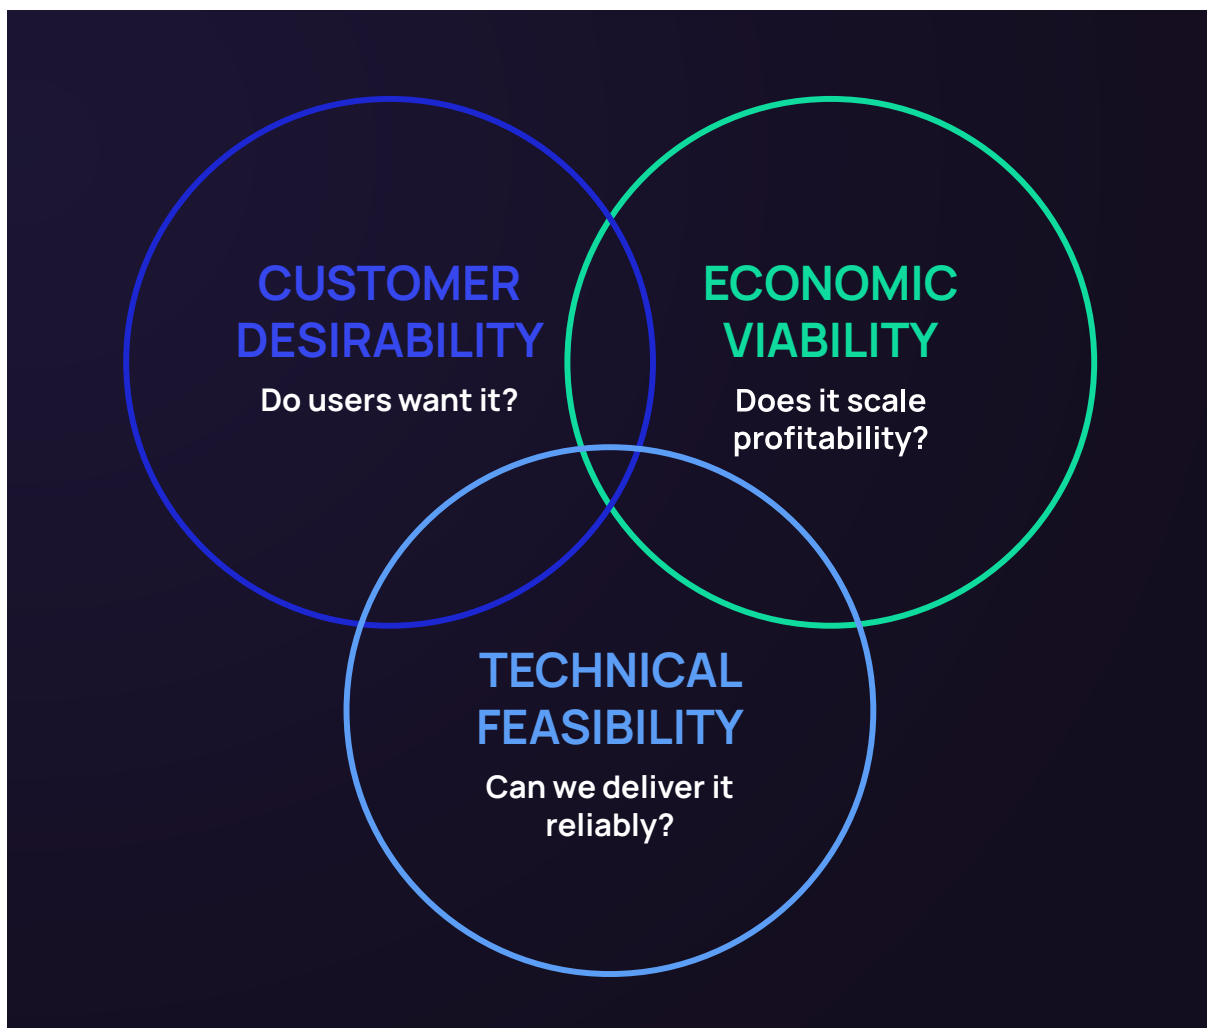 CUSTOMER
DESIRABILITY
Do users want it?
ECONOMIC
VIABILITY
Does it scale
profitability?
TECHNICAL
FEASIBILITY
Can we deliver it
reliably?